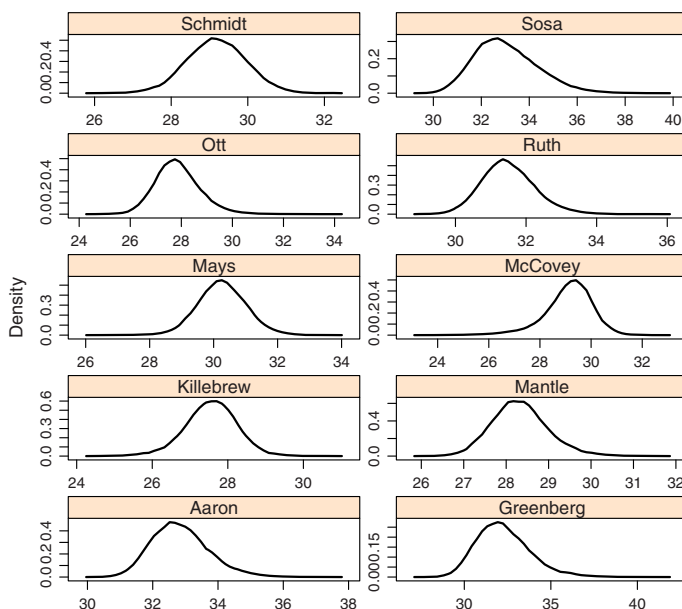 Schmidt
0.00.20.4
26 28 30 32
Sosa
0.0 0.2
30 32 34 36 38 40
Ott
0.00.20.4
24 26 28 30 32 34
Ruth
0.0 0.3
30 32 34 36
Density
Mays
0.0 0.3
26 28 30 32 34
McCovey
0.00.20.4
24 26 28 30 32
Killebrew
0.0 0.3 0.6
24 26 28 30
Mantle
0.0 0.4
26 27 28 29 30 31 32
Aaron
0.00.20.4
30 32 34 36 38
Greenberg
0.000.15
30 35 40